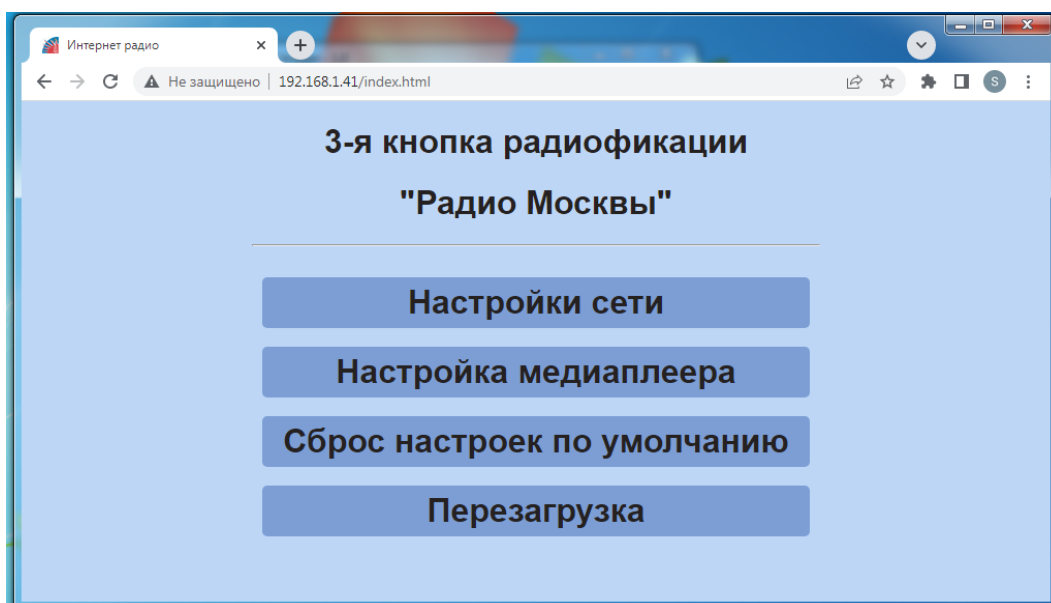 Интернет радио
Не защищено | 192.168.1.41/index.html
S
3-я кнопка радиофикации
"Радио Москвы"
Настройки сети
Настройка медиаплеера
Сброс настроек по умолчанию
Перезагрузка